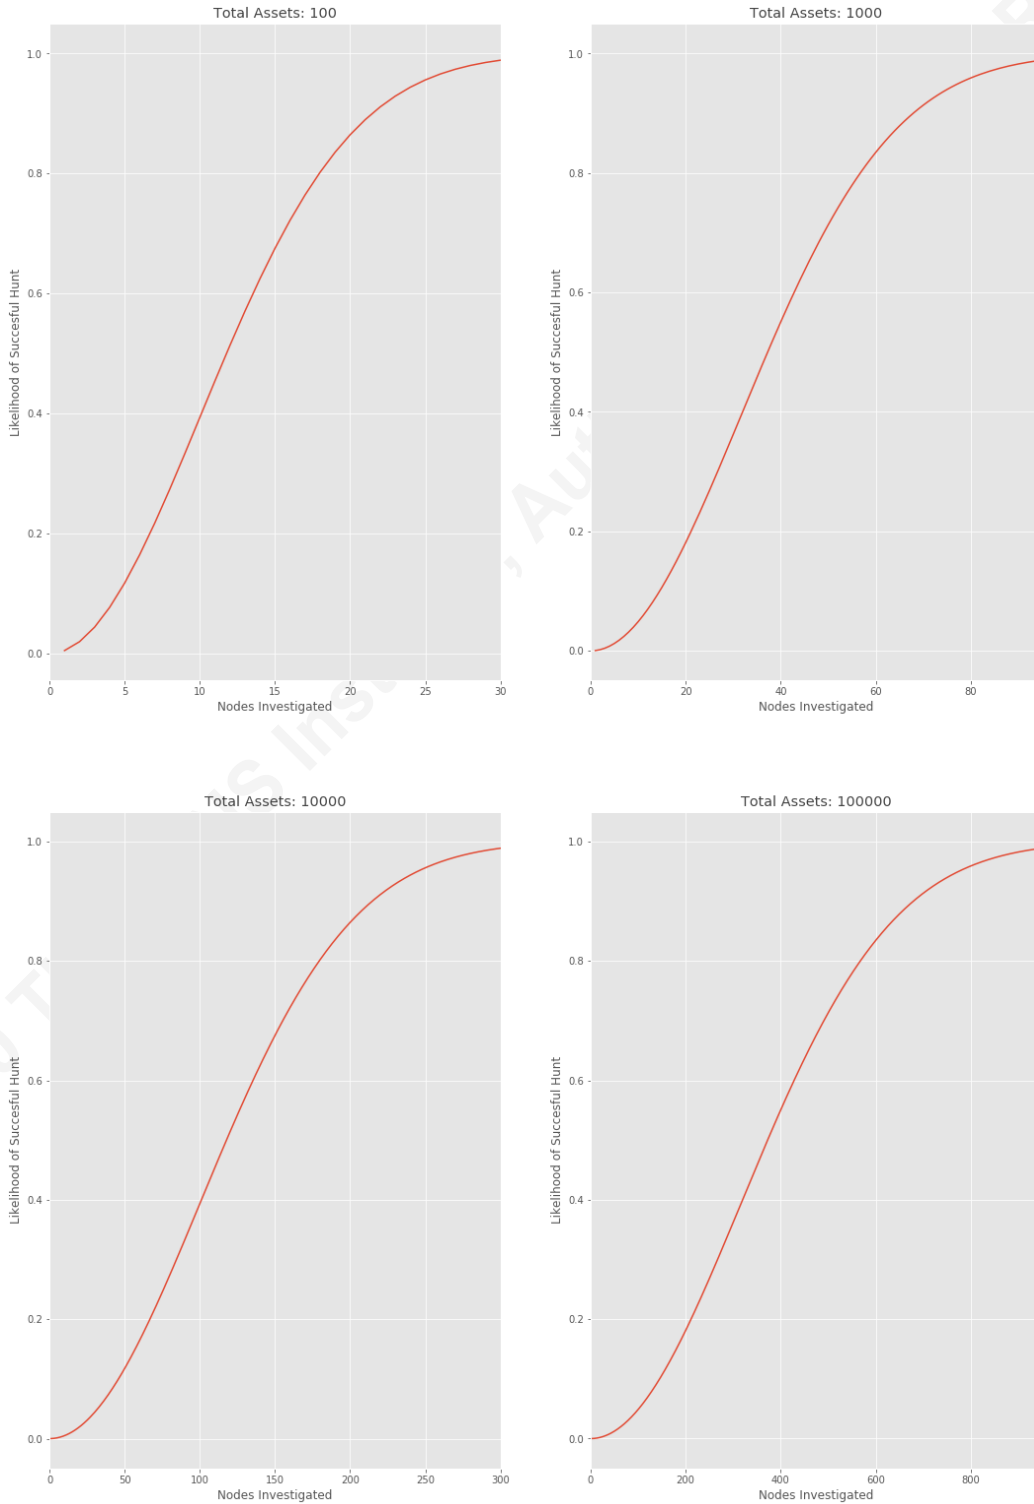 Total Assets: 100
1.0
0.8
0.6
0.4
0.2
0.0
Likelihood of Succesful Hunt
0 5 10 15 20 25 30
Nodes Investigated
Total Assets: 1000
1.0
0.8
0.6
0.4
0.2
0.0
Likelihood of Succesful Hunt
0 20 40 60 80
Nodes Investigated
Total Assets: 10000
1.0
0.8
0.6
0.4
0.2
0.0
Likelihood of Succesful Hunt
0 50 100 150 200 250 300
Nodes Investigated
Total Assets: 100000
1.0
0.8
0.6
0.4
0.2
0.0
Likelihood of Succesful Hunt
0 200 400 600 800
Nodes Investigated